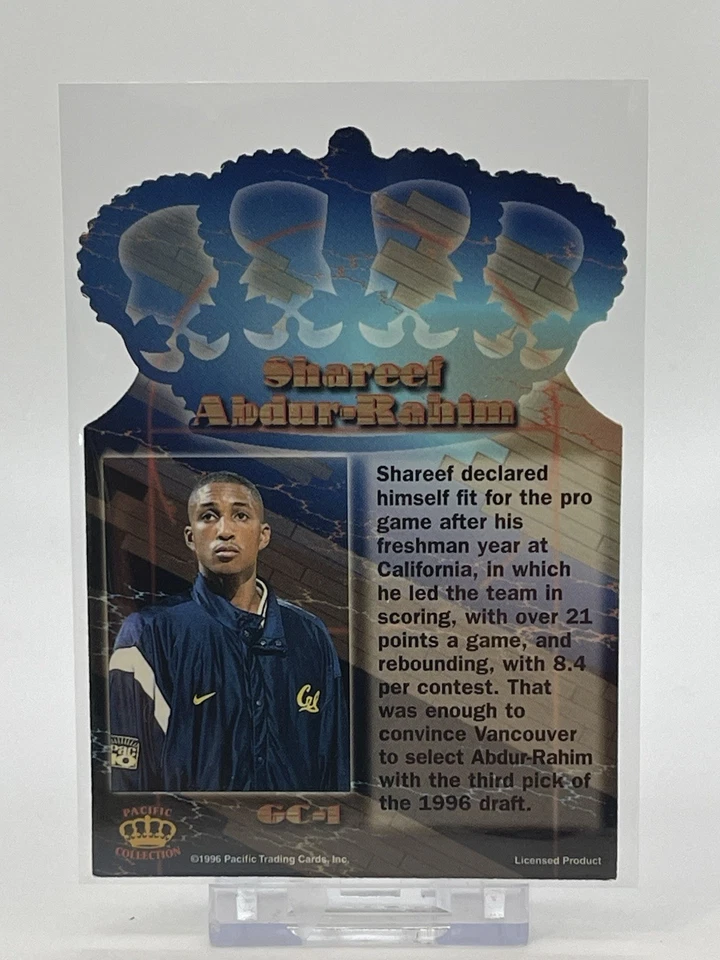 Shareef
Abdur-Rahim
Shareef declared
himself fit for the pro
game after his
freshman year at
California, in which
he led the team in
scoring, with over 21
points a game, and
rebounding, with 8.4
per contest. That
was enough to
convince Vancouver
to select Abdur-Rahim
with the third pick of
the 1996 draft.
Cal
PACIFIC
COLLECTION
GC-1
©1996 Pacific Trading Cards, Inc.
Licensed Product